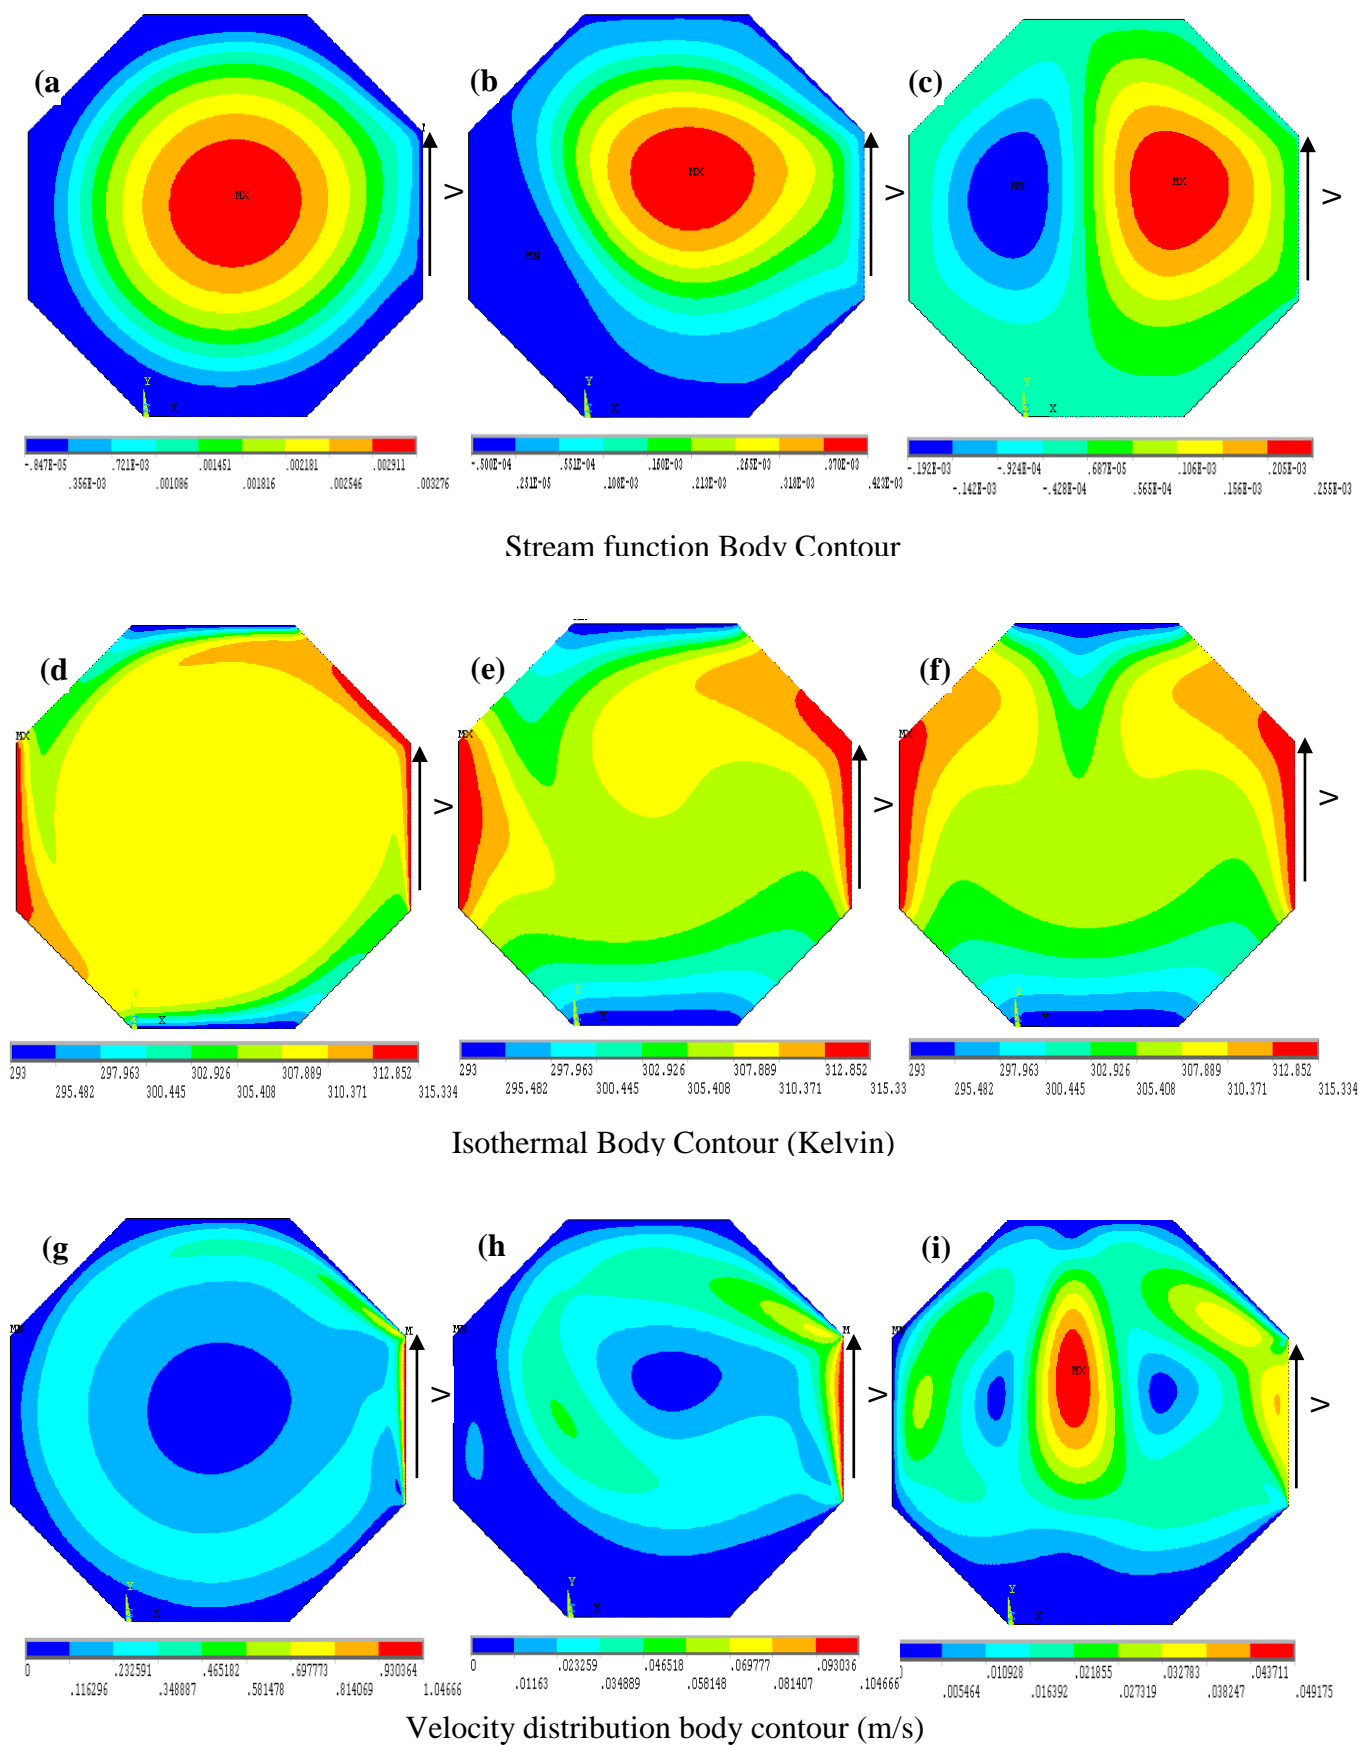 (a) (b) (c)
MX MX MN MX
MN
V V V
Y Y Y
X X X
-.847E-05 .721E-03 .001451 .002181 .002911
.356E-03 .001086 .001816 .002546 .003276
-.500E-04 .551E-04 .160E-03 .265E-03 .370E-03
.251E-05 .108E-03 .213E-03 .318E-03 .423E-03
-.192E-03 -.924E-04 .687E-05 .106E-03 .205E-03
-.142E-03 -.428E-04 .565E-04 .156E-03 .255E-03
Stream function Body Contour
(d (e) (f)
MX MX MX
V V V
Y Y Y
X X X
293 297.963 302.926 307.889 312.852
295.482 300.445 305.408 310.371 315.334
293 297.963 302.926 307.889 312.852
295.482 300.445 305.408 310.371 315.33
293 297.963 302.926 307.889 312.852
295.482 300.445 305.408 310.371 315.334
Isothermal Body Contour (Kelvin)
(g) (h (i)
MN M MN M MN
MX
V V V
Y Y Y
X X X
0 .232591 .465182 .697773 .930364
.116296 .348887 .581478 .814069 1.04666
0 .023259 .046518 .069777 .093036
.01163 .034889 .058148 .081407 .104666
.010928 .021855 .032783 .043711
.005464 .016392 .027319 .038247 .049175
Velocity distribution body contour (m/s)